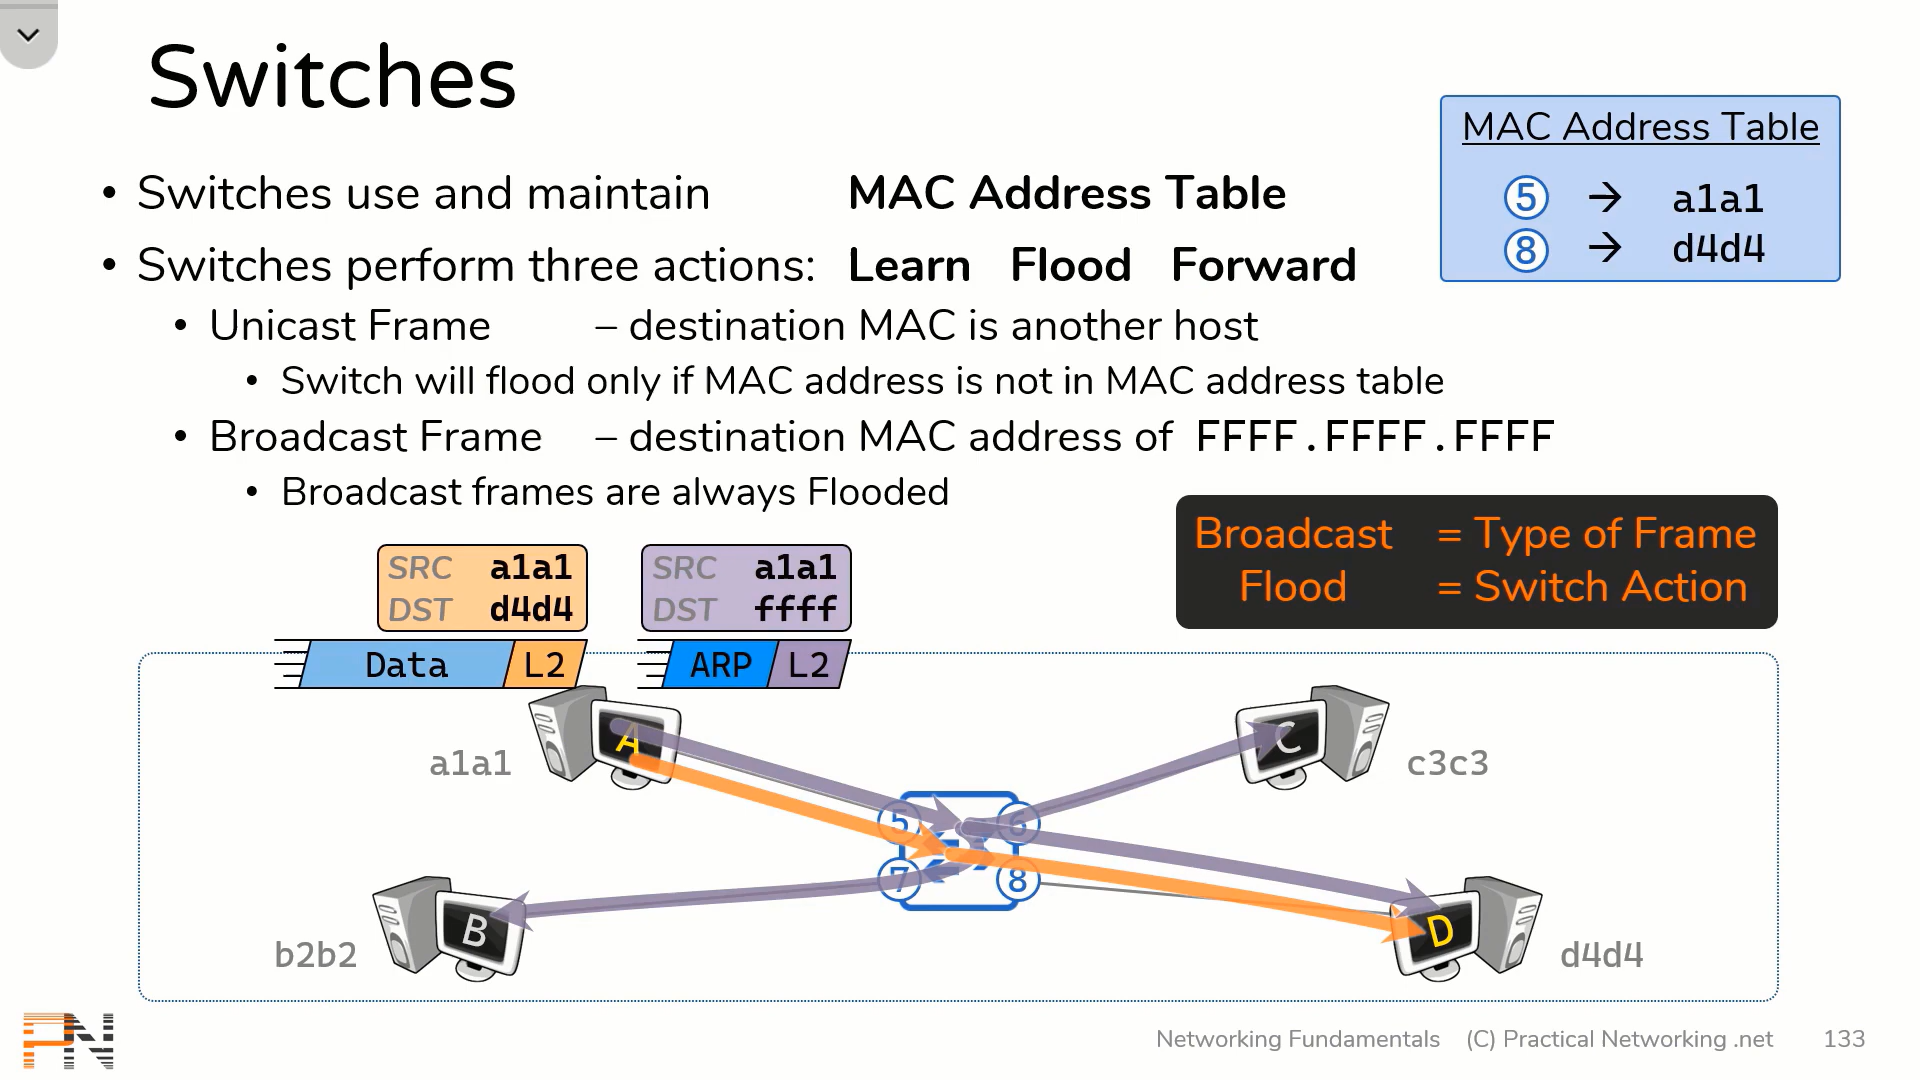 Switches
MAC Address Table
⑤ → a1a1
⑧ → d4d4
• Switches use and maintain MAC Address Table
• Switches perform three actions: Learn Flood Forward
• Unicast Frame – destination MAC is another host
• Switch will flood only if MAC address is not in MAC address table
• Broadcast Frame – destination MAC address of FFFF.FFFF.FFFF
• Broadcast frames are always Flooded
Broadcast = Type of Frame
Flood = Switch Action
SRC a1a1
DST d4d4
Data L2
SRC a1a1
DST ffff
ARP L2
A
a1a1
C
c3c3
5
6
7
8
B
b2b2
D
d4d4
PN
Networking Fundamentals (C) Practical Networking .net 133